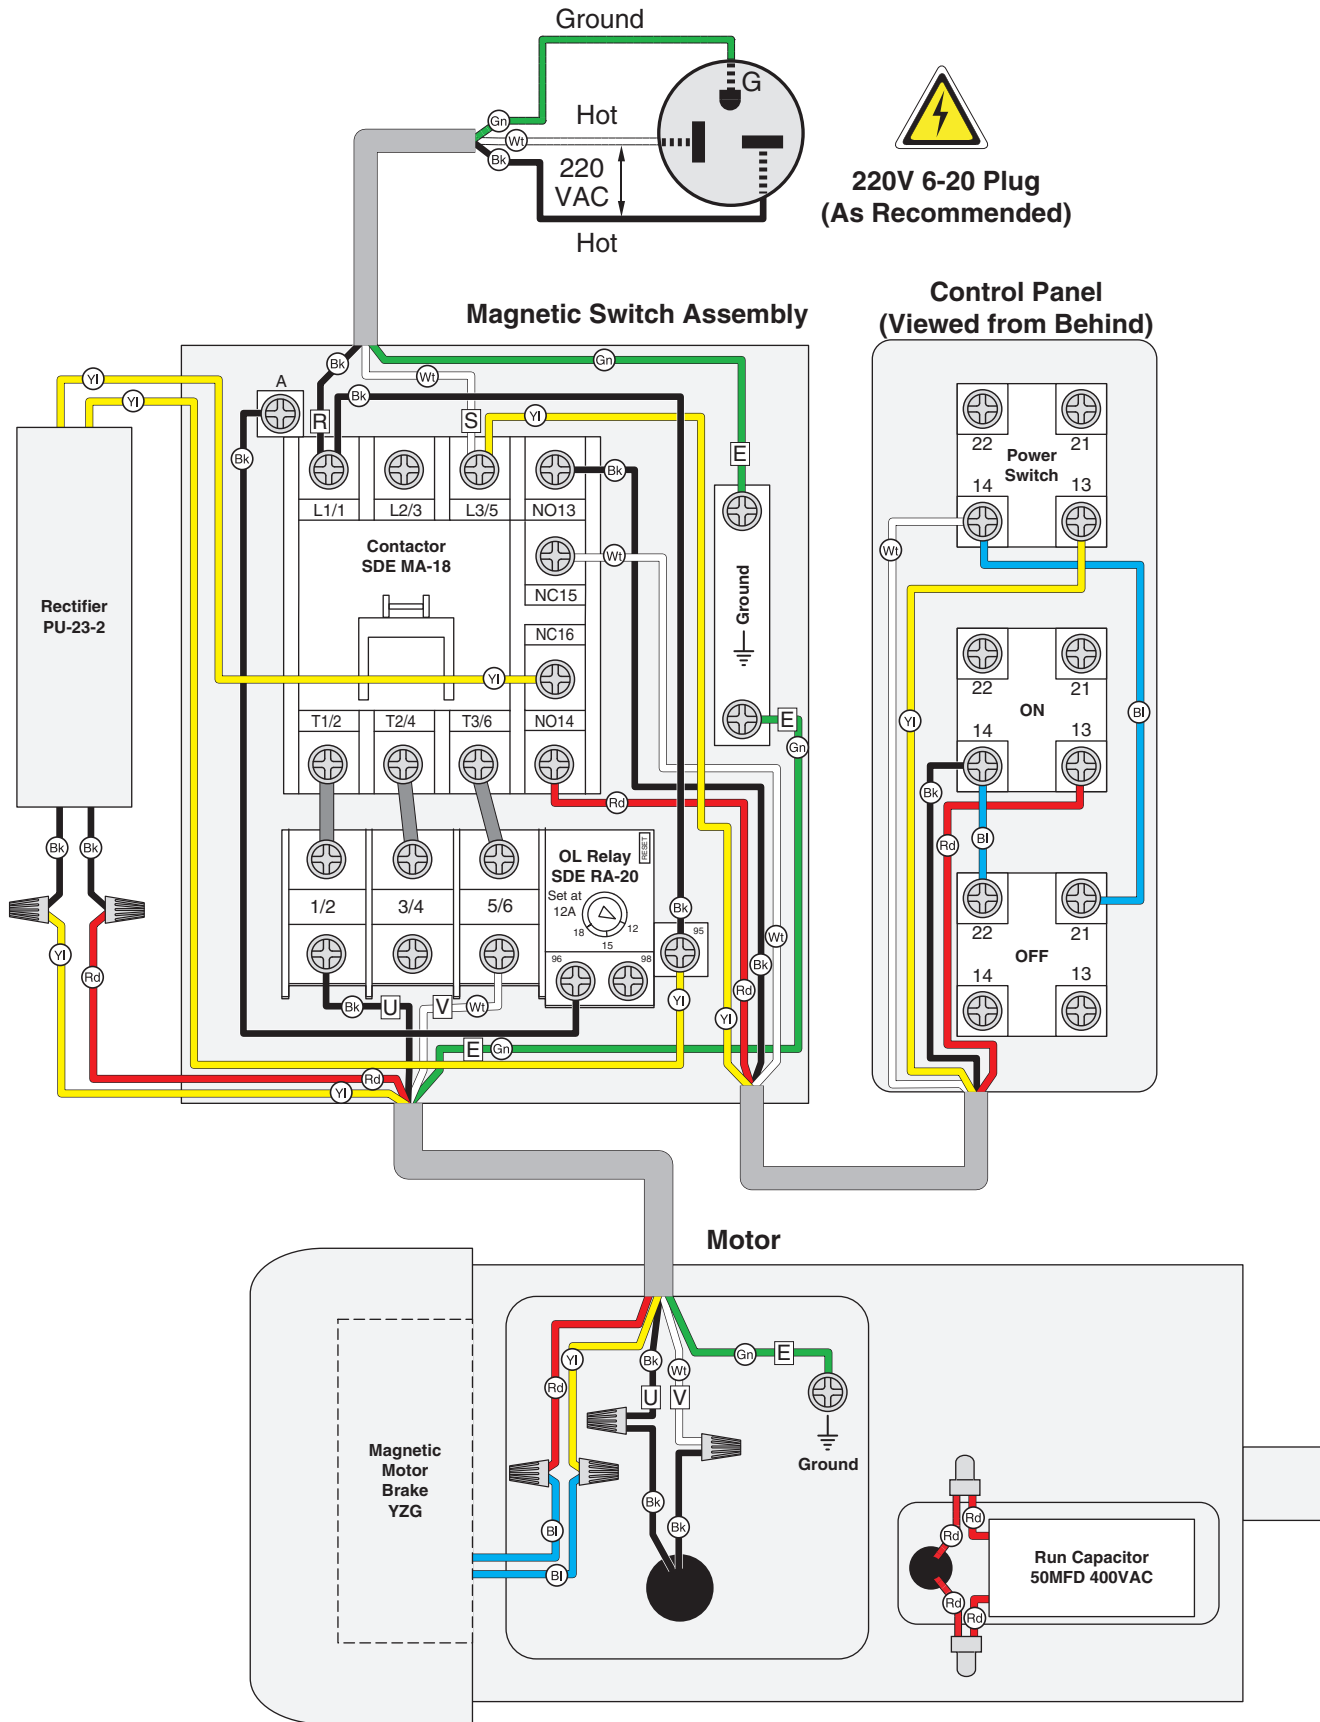 Ground
G
Gn
Hot
Wt
Bk
220
VAC
Hot
220V 6-20 Plug
(As Recommended)
Magnetic Switch Assembly
Control Panel
(Viewed from Behind)
Bk
Gn
Wt
Yl
A
Bk
Yl
R
S
Yl
E
Bk
Bk
L1/1
L2/3
L3/5
NO13
Contactor
SDE MA-18
Wt
NC15
NC16
Yl
Ground
T1/2
T2/4
T3/6
NO14
E
Gn
Rectifier
PU-23-2
Rd
Bk
Bk
OL Relay
SDE RA-20
RESET
Set at
12A
18
15
12
1/2
3/4
5/6
Bk
95
96
98
Wt
Bk
Rd
Yl
Yl
Yl
Rd
Bk
U
V
Wt
E
Gn
Rd
Yl
22
21
Power
Switch
14
13
Wt
22
21
ON
Yl
Bl
14
13
Bk
Bl
Rd
22
21
OFF
14
13
Motor
Yl
Bk
Wt
Gn
E
Rd
U
V
Ground
Magnetic
Motor
Brake
YZG
Bk
Bk
Bl
Bl
Rd
Rd
Run Capacitor
50MFD 400VAC
Rd
Rd